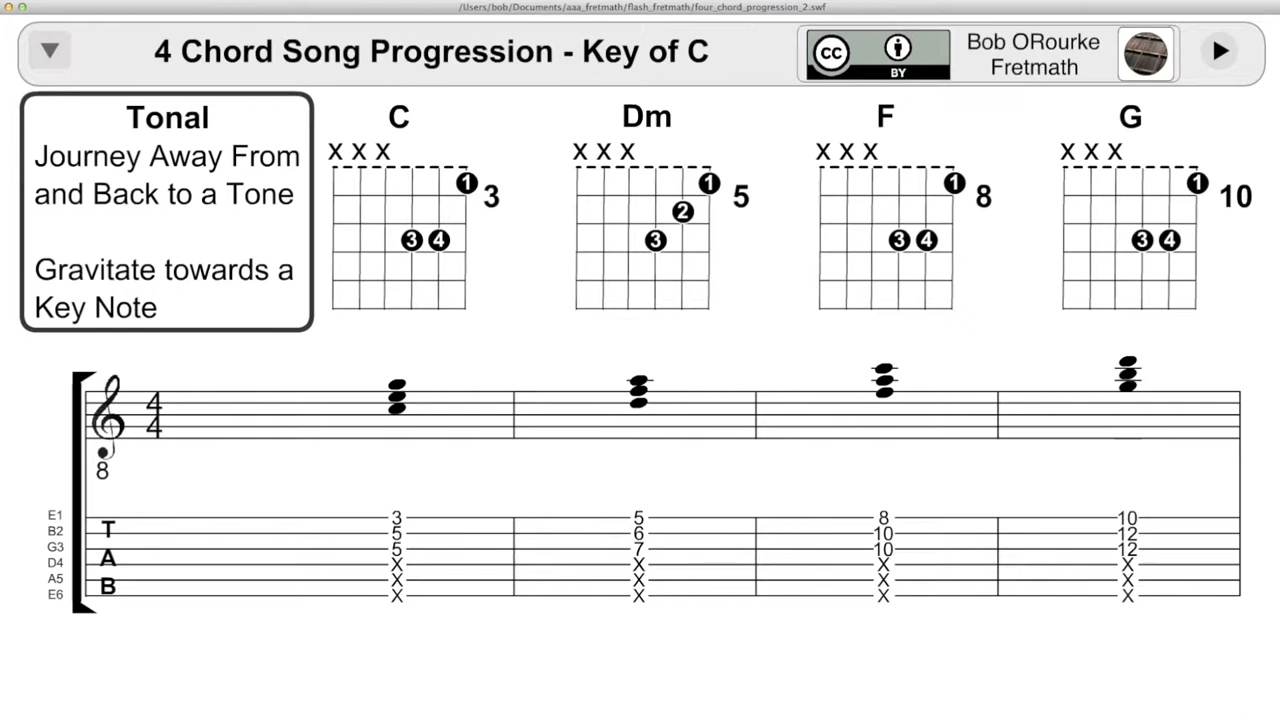 /Users/bob/Documents/aaa_fretmath/flash_fretmath/four_chord_progression_2.swf
4 Chord Song Progression - Key of C
CC BY
Bob ORourke
Fretmath
Tonal
Journey Away From
and Back to a Tone
Gravitate towards a
Key Note
C Dm F G
X X X X X X X X X X X X
1 3 1 5 1 8 1 10
2
3 4 3 3 4 3 4
4
4
8
E1 3 5 8 10
B2 T 5 6 10 12
G3 5 7 10 12
D4 A X X X X
A5 B X X X X
E6 X X X X